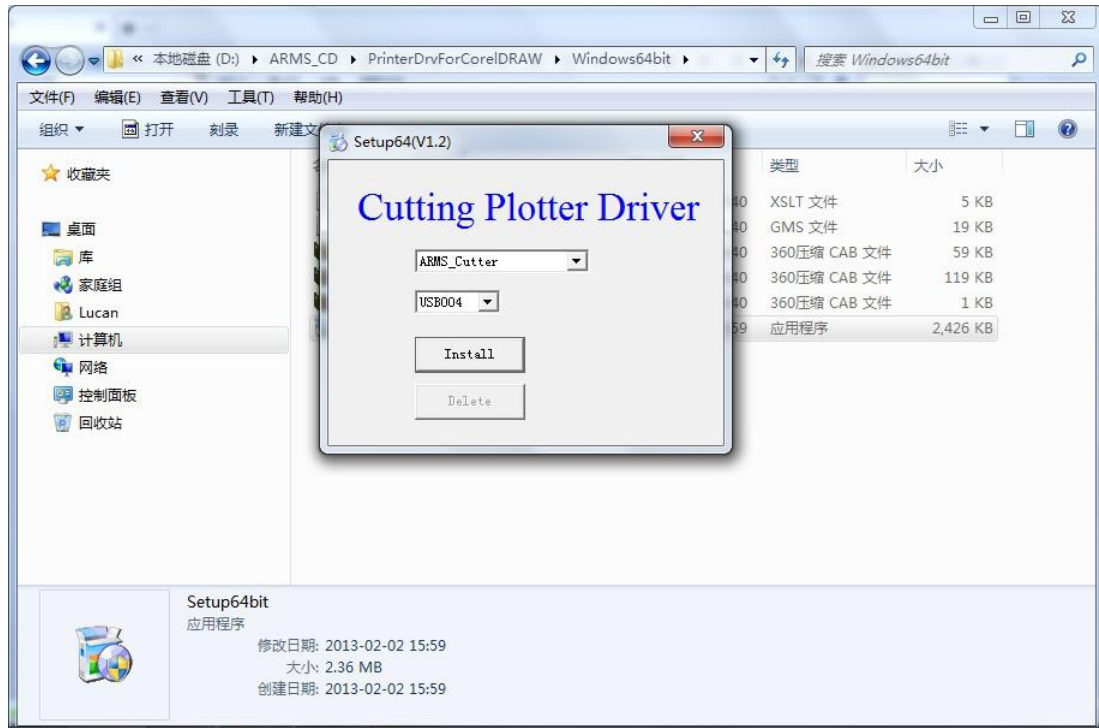 « 本地磁盘 (D:) ▸ ARMS_CD ▸ PrinterDrvForCorelDRAW ▸ Windows64bit ▸
搜索 Windows64bit
文件(F) 编辑(E) 查看(V) 工具(T) 帮助(H)
组织 打开 刻录
Setup64(V1.2)
收藏夹
类型 大小
Cutting Plotter Driver
40 XSLT 文件 5 KB
桌面
40 GMS 文件 19 KB
库
ARMS_Cutter
40 360压缩 CAB 文件 59 KB
家庭组
40 360压缩 CAB 文件 119 KB
Lucan
USB004
40 360压缩 CAB 文件 1 KB
计算机
59 应用程序 2,426 KB
Install
网络
控制面板
Delete
回收站
Setup64bit
应用程序
修改日期: 2013-02-02 15:59
大小: 2.36 MB
创建日期: 2013-02-02 15:59